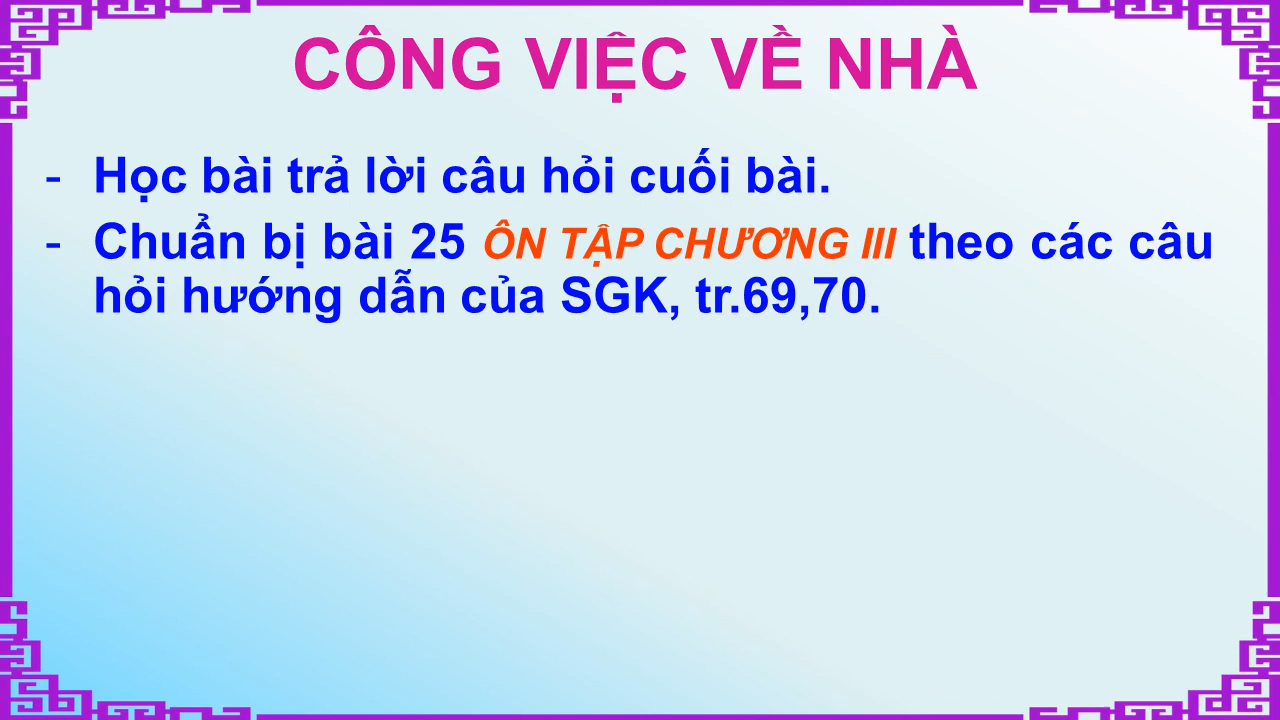 CÔNG VIỆC VỀ NHÀ
- Học bài trả lời câu hỏi cuối bài.
- Chuẩn bị bài 25 ÔN TẬP CHƯƠNG III theo các câu
hỏi hướng dẫn của SGK, tr.69,70.